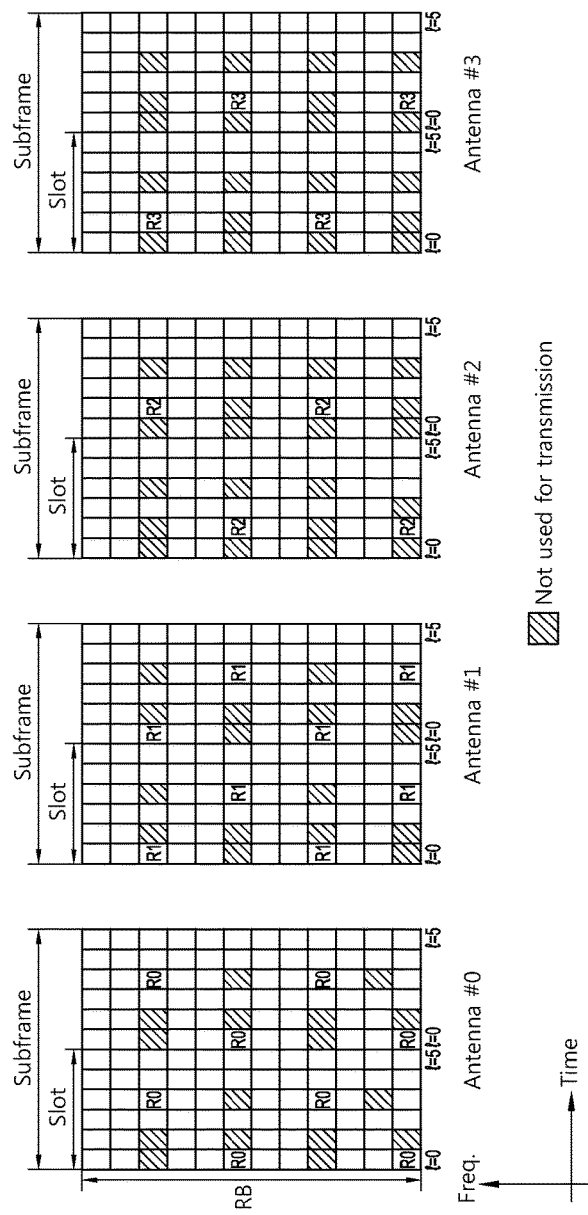 Subframe Subframe Subframe Subframe
Slot Slot Slot Slot
R0 R0 R1 R1 R2 R3
RB R0 R0 R1 R1 R2 R3
R0 R0 R1 R1 R2 R3
R0 R0 R1 R1 R2 R3
ℓ=0 ℓ=5 ℓ=0 ℓ=5 ℓ=0 ℓ=5 ℓ=0 ℓ=5 ℓ=0 ℓ=5 ℓ=0 ℓ=5 ℓ=0 ℓ=5 ℓ=0 ℓ=5
Antenna #0 Antenna #1 Antenna #2 Antenna #3
Freq.
Time
Not used for transmission